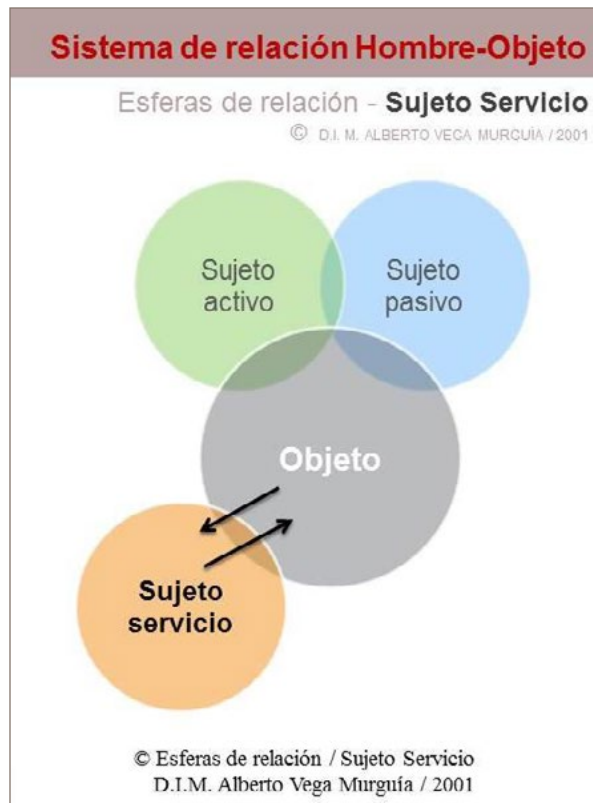 Sistema de relación Hombre-Objeto
Esferas de relación - Sujeto Servicio
© D.I. M. ALBERTO VEGA MURGUÍA / 2001
Sujeto
activo
Sujeto
pasivo
Objeto
Sujeto
servicio
© Esferas de relación / Sujeto Servicio
D.I.M. Alberto Vega Murguía / 2001